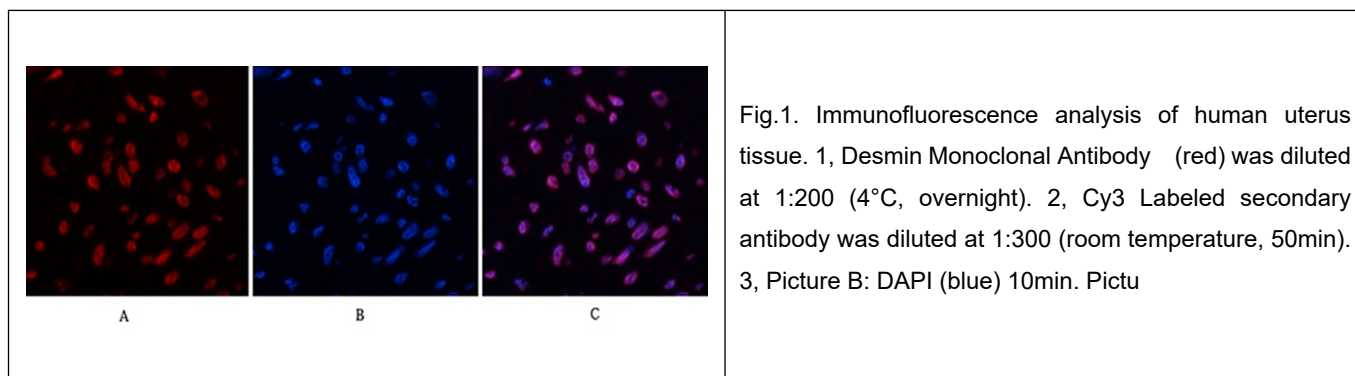 A
B
C
Fig.1. Immunofluorescence analysis of human uterus
tissue. 1, Desmin Monoclonal Antibody (red) was diluted
at 1:200 (4°C, overnight). 2, Cy3 Labeled secondary
antibody was diluted at 1:300 (room temperature, 50min).
3, Picture B: DAPI (blue) 10min. Pictu